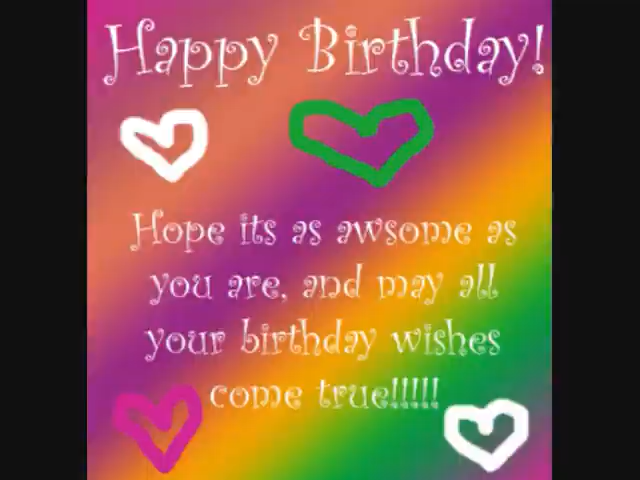 Happy Birthday!
Hope its as awsome as
you are, and may all
your birthday wishes
come true!!!!!